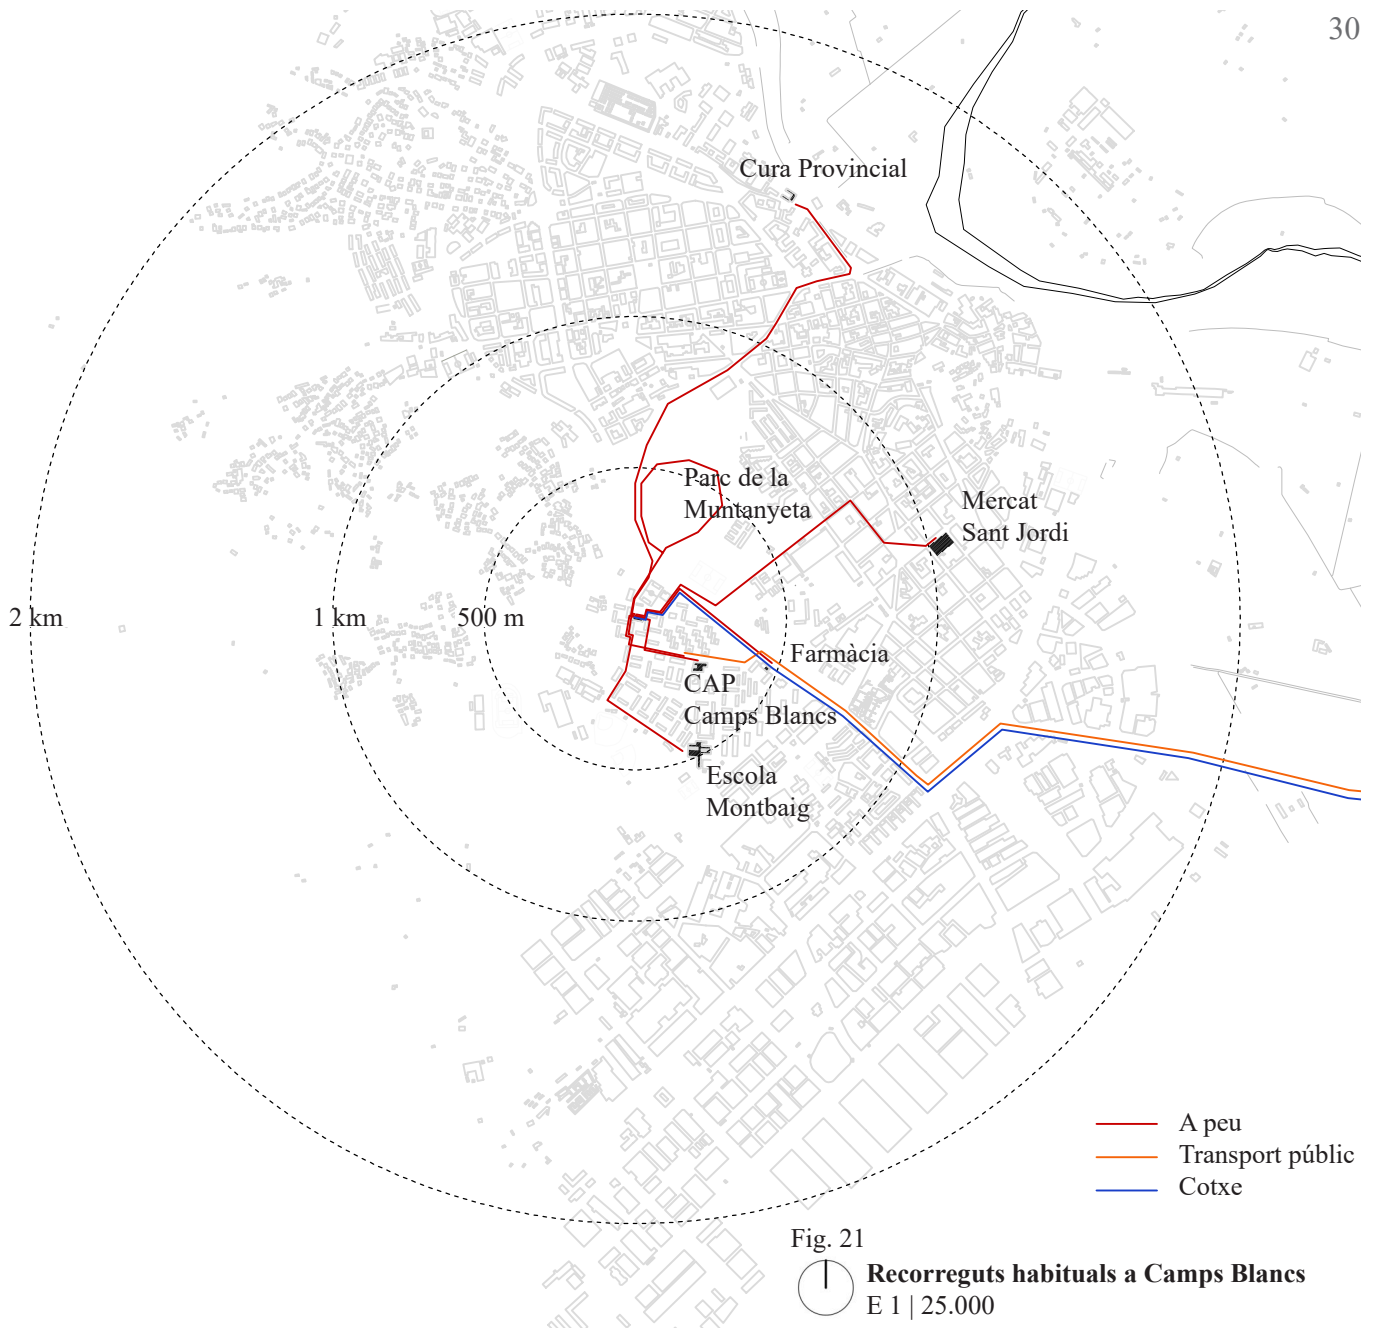 30
Cura Provincial
Parc de la
Muntanyeta
Mercat
Sant Jordi
2 km
1 km
500 m
Farmàcia
CAP
Camps Blancs
Escola
Montbaig
A peu
Transport públic
Cotxe
Fig. 21
Recorreguts habituals a Camps Blancs
E 1 | 25.000